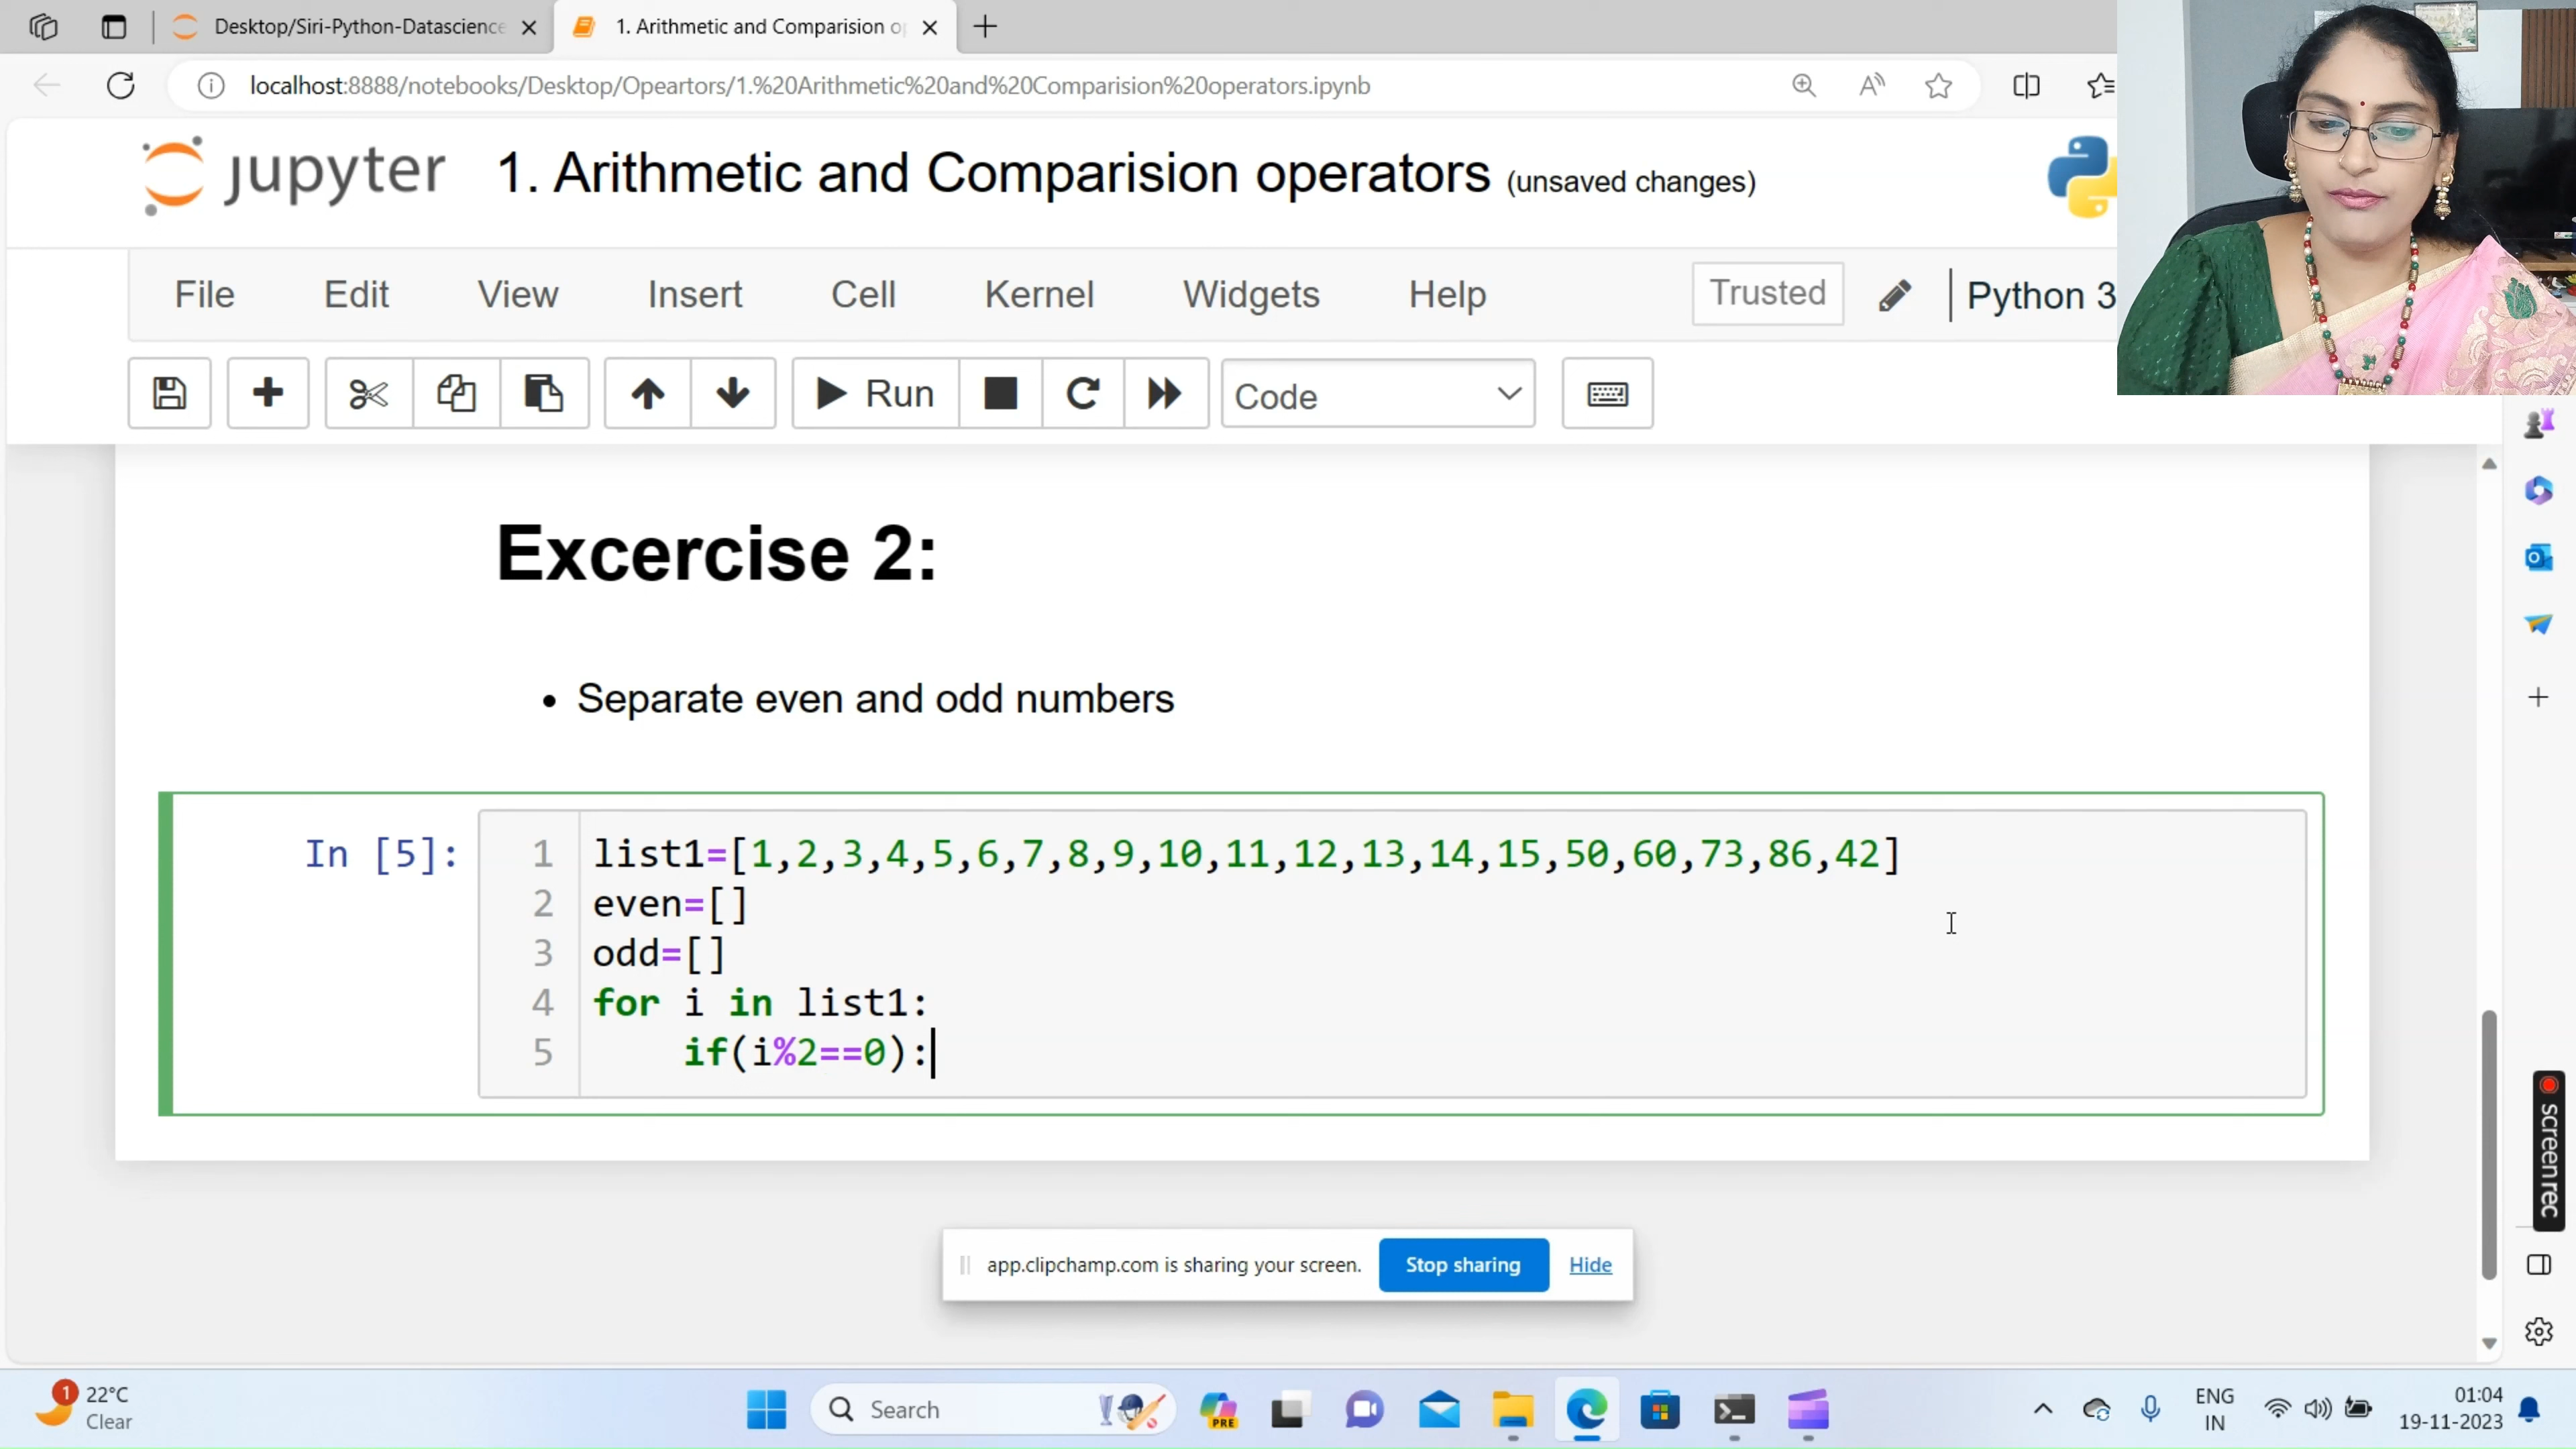 Desktop/Siri-Python-Datascience
1. Arithmetic and Comparision o
localhost:8888/notebooks/Desktop/Opeartors/1.%20Arithmetic%20and%20Comparision%20operators.ipynb
jupyter 1. Arithmetic and Comparision operators (unsaved changes)
File Edit View Insert Cell Kernel Widgets Help Trusted Python 3
Run Code
Excercise 2:
• Separate even and odd numbers
In [5]:
1 list1=[1,2,3,4,5,6,7,8,9,10,11,12,13,14,15,50,60,73,86,42]
2 even=[]
3 odd=[]
4 for i in list1:
5     if(i%2==0):
screen rec
app.clipchamp.com is sharing your screen. Stop sharing Hide
1 22°C
Clear
Search
PRE
ENG
IN
01:04
19-11-2023